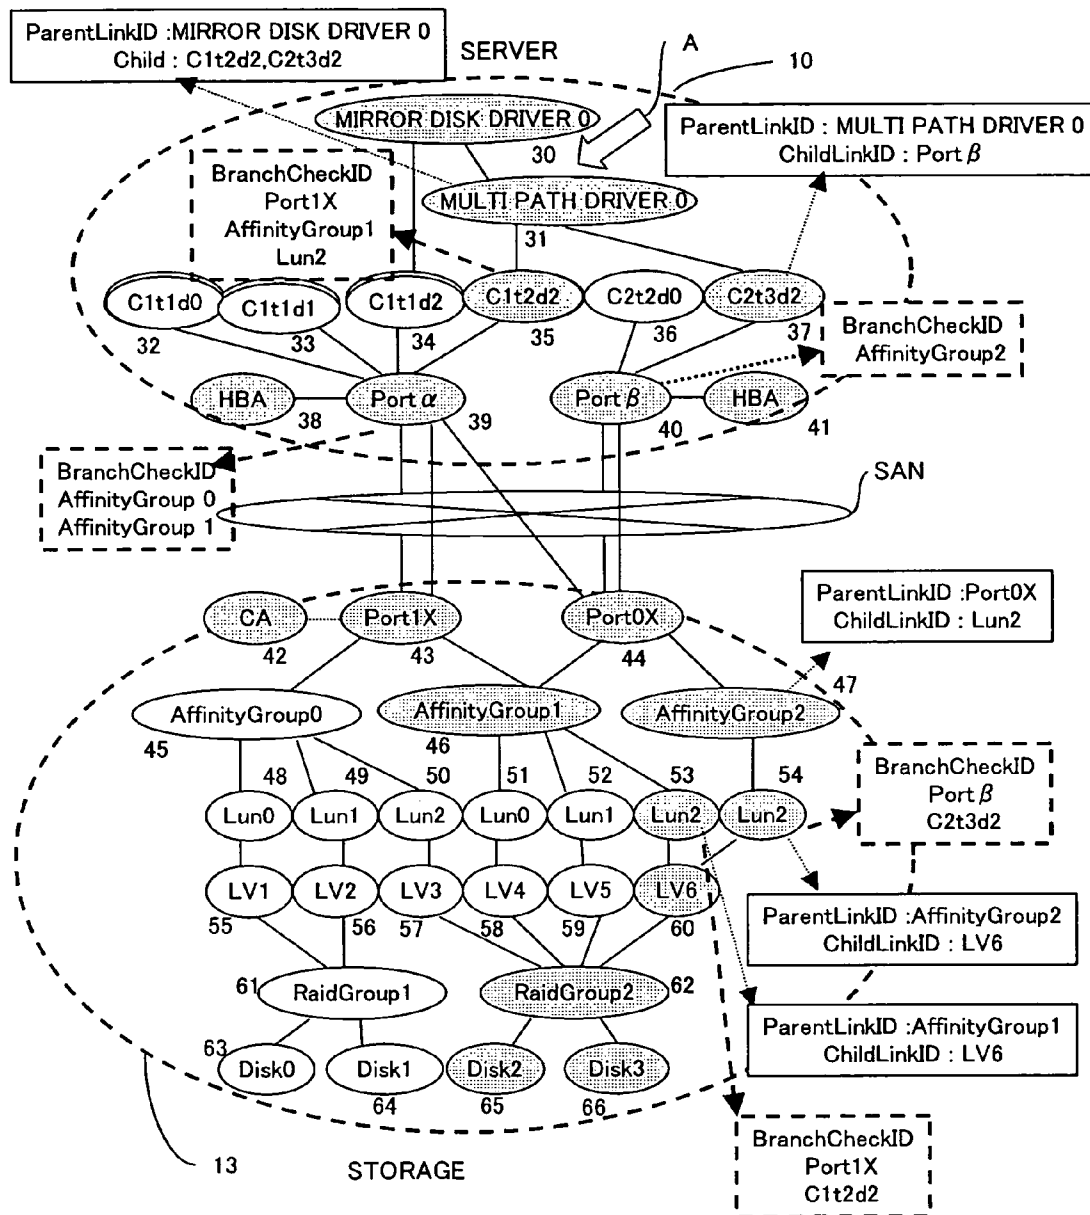 ParentLinkID :MIRROR DISK DRIVER 0
Child : C1t2d2,C2t3d2
SERVER
A
10
MIRROR DISK DRIVER 0
30
ParentLinkID : MULTI PATH DRIVER 0
ChildLinkID : Port β
BranchCheckID
Port1X
AffinityGroup1
Lun2
MULTI PATH DRIVER 0
31
C1t1d0
C1t1d1
C1t1d2
C1t2d2
C2t2d0
C2t3d2
32
33
34
35
36
37
BranchCheckID
AffinityGroup2
HBA
Port α
Port β
HBA
38
39
40
41
BranchCheckID
AffinityGroup 0
AffinityGroup 1
SAN
CA
Port1X
Port0X
42
43
44
ParentLinkID :Port0X
ChildLinkID : Lun2
47
AffinityGroup0
AffinityGroup1
AffinityGroup2
45
46
48
49
50
51
52
53
54
BranchCheckID
Port β
C2t3d2
Lun0
Lun1
Lun2
Lun0
Lun1
Lun2
Lun2
LV1
LV2
LV3
LV4
LV5
LV6
55
56
57
58
59
60
ParentLinkID :AffinityGroup2
ChildLinkID : LV6
61
RaidGroup1
RaidGroup2
62
ParentLinkID :AffinityGroup1
ChildLinkID : LV6
63
Disk0
Disk1
Disk2
Disk3
64
65
66
BranchCheckID
Port1X
C1t2d2
13
STORAGE